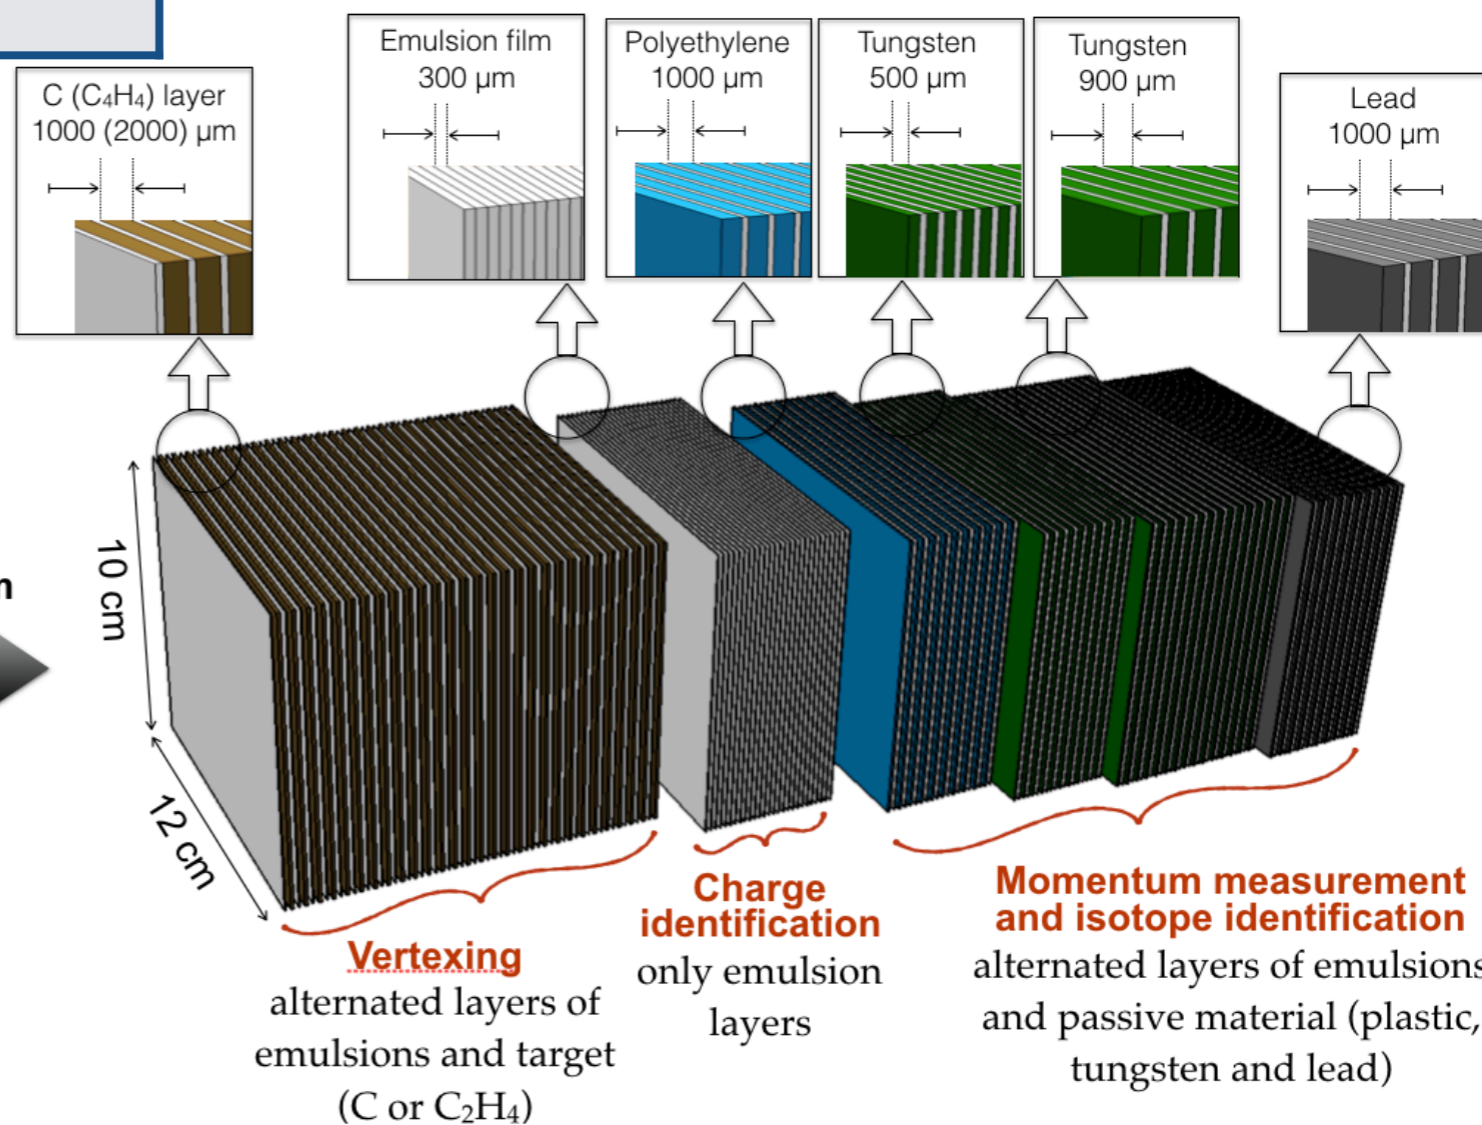 C (C₄H₄) layer
1000 (2000) µm
Emulsion film
300 µm
Polyethylene
1000 µm
Tungsten
500 µm
Tungsten
900 µm
Lead
1000 µm
10 cm
12 cm
Vertexing
alternated layers of
emulsions and target
(C or C₂H₄)
Charge
identification
only emulsion
layers
Momentum measurement
and isotope identification
alternated layers of emulsions
and passive material (plastic,
tungsten and lead)